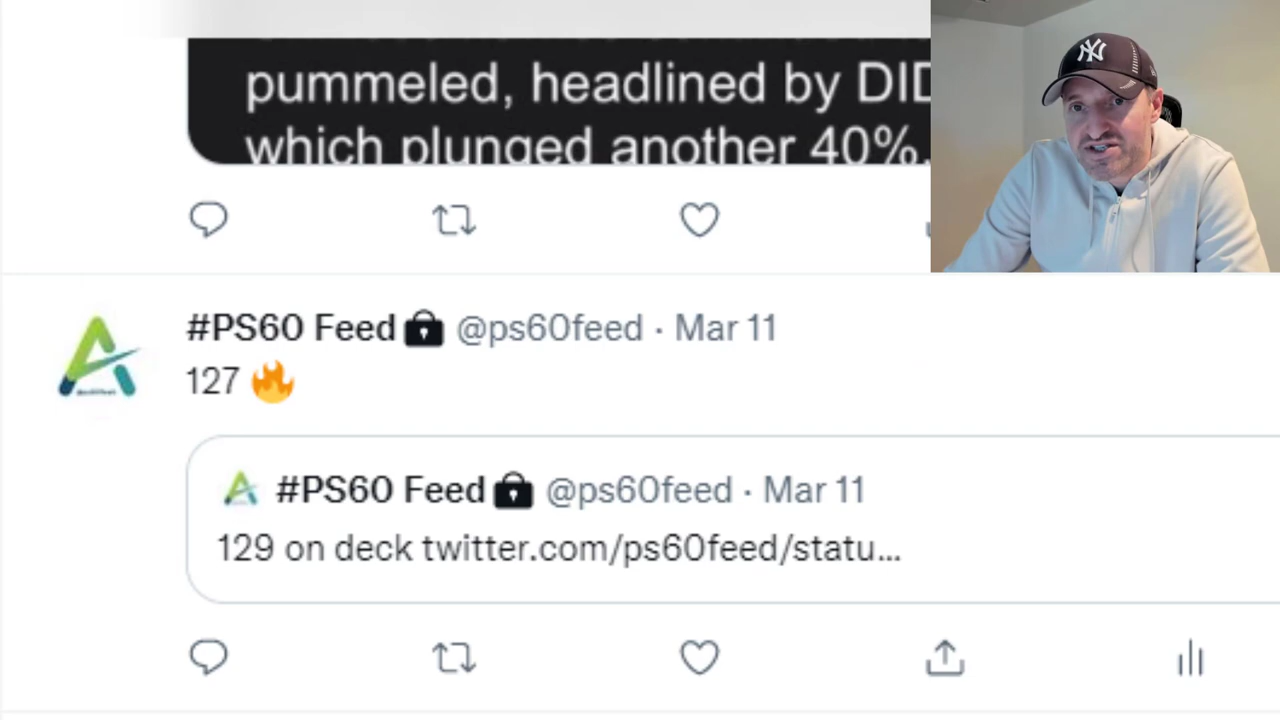 pummeled, headlined by
which plunged another 40%.
NY
#PS60 Feed @ps60feed · Mar 11
127 🔥
#PS60 Feed @ps60feed · Mar 11
129 on deck twitter.com/ps60feed/statu...